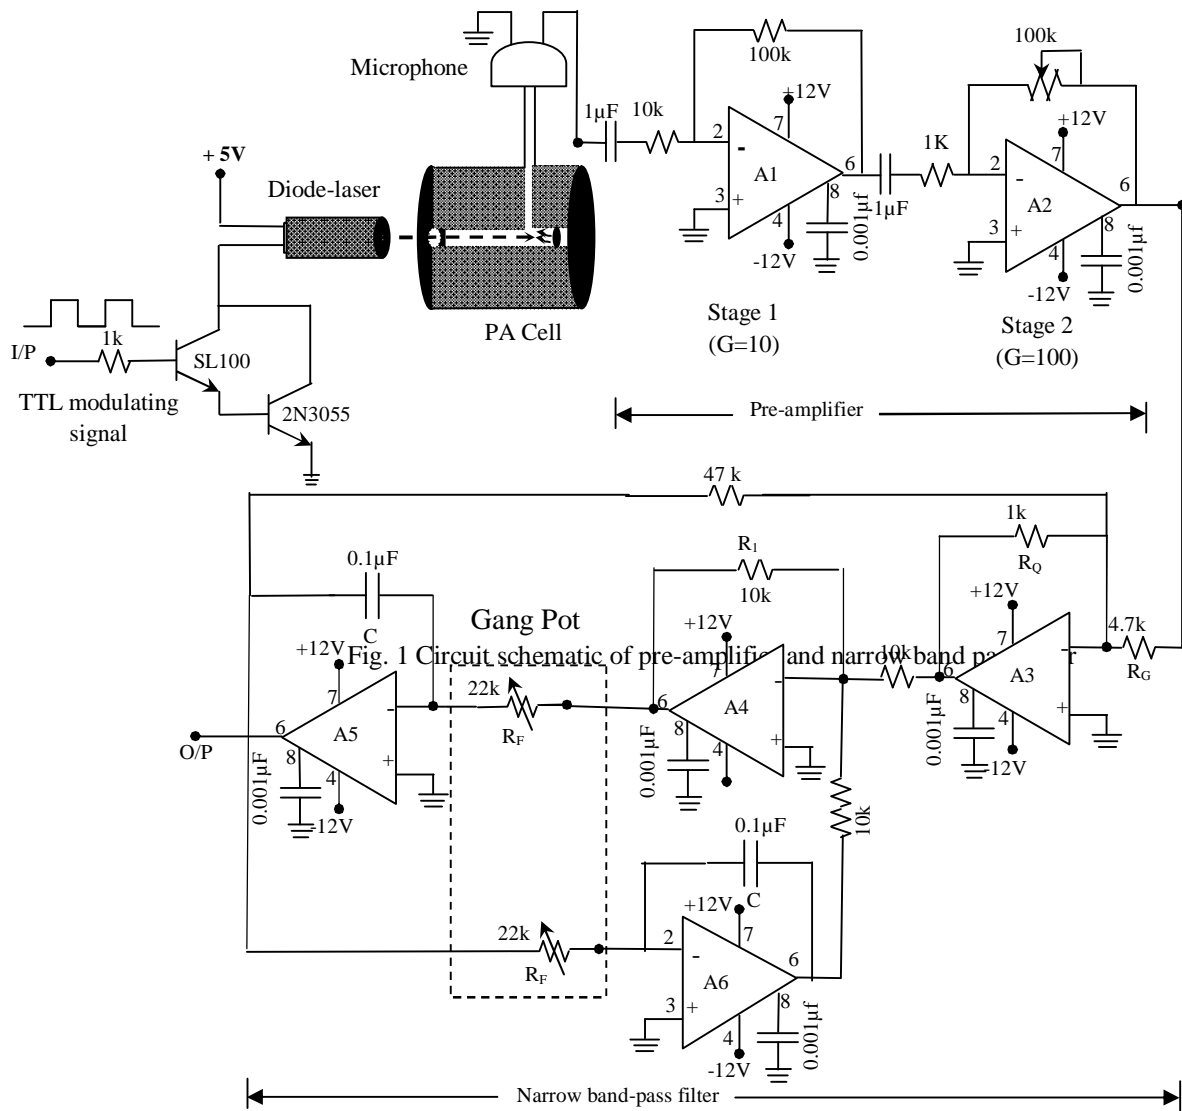 Microphone
+ 5V
Diode-laser
PA Cell
I/P
1k
SL100
2N3055
TTL modulating
signal
1µF
10k
100k
+12V
2
7
-
A1
6
3
+
8
4
-12V
0.001µf
Stage 1
(G=10)
1µF
1K
100k
+12V
2
7
-
A2
6
3
+
8
4
-12V
0.001µf
Stage 2
(G=100)
Pre-amplifier
47 k
1k
RQ
+12V
7
-
4.7k
RG
A3
6
8
+
4
-12V
0.001µF
10k
R1
10k
+12V
7
-
6
A4
8
+
4
0.001µF
10k
0.1µF
C
Gang Pot
Fig. 1 Circuit schematic of pre-amplifier and narrow band pa r
+12V
7
-
22k
RF
6
A5
O/P
8
+
4
-12V
0.001µF
22k
RF
0.1µF
C
+12V
2
7
-
6
A6
3
+
8
4
-12V
0.001µf
Narrow band-pass filter